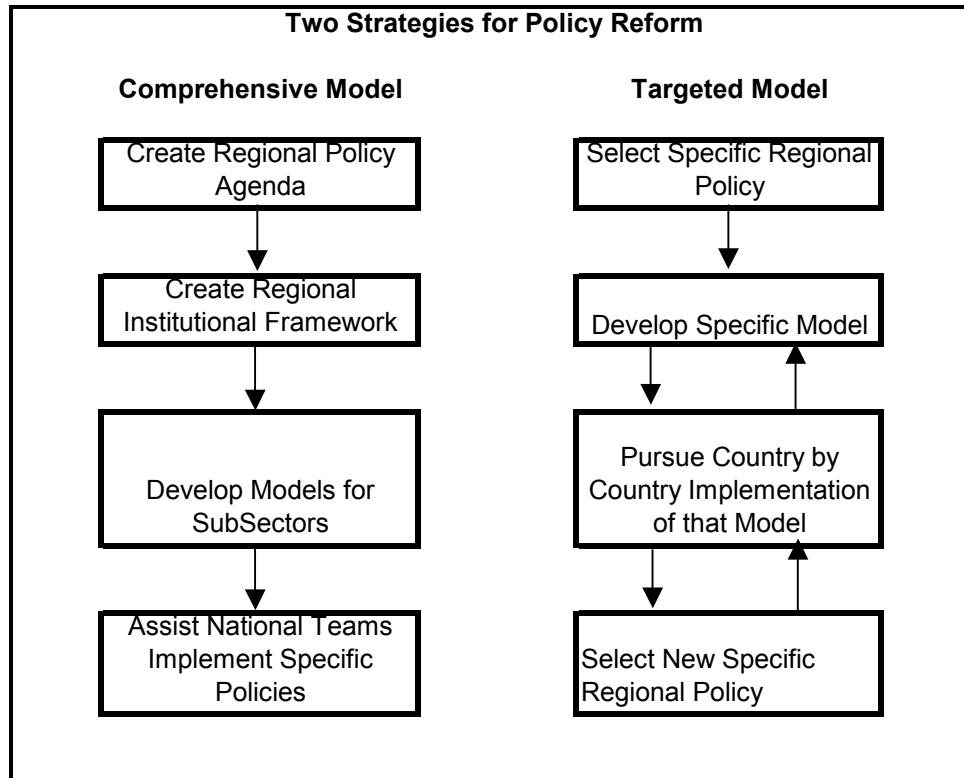 Two Strategies for Policy Reform
Comprehensive Model
Create Regional Policy
Agenda
Create Regional
Institutional Framework
Develop Models for
SubSectors
Assist National Teams
Implement Specific
Policies
Targeted Model
Select Specific Regional
Policy
Develop Specific Model
Pursue Country by
Country Implementation
of that Model
Select New Specific
Regional Policy